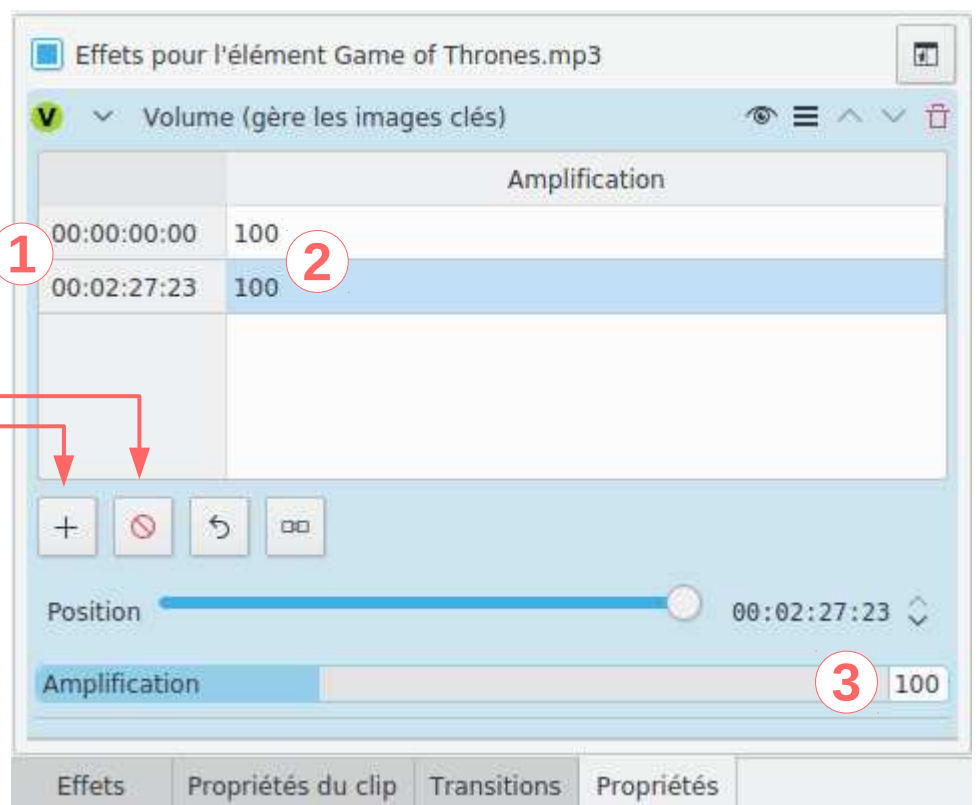 Effets pour l'élément Game of Thrones.mp3
V Volume (gère les images clés)
Amplification
1 00:00:00:00 100 2
00:02:27:23 100
Position 00:02:27:23
Amplification 3 100
Effets Propriétés du clip Transitions Propriétés